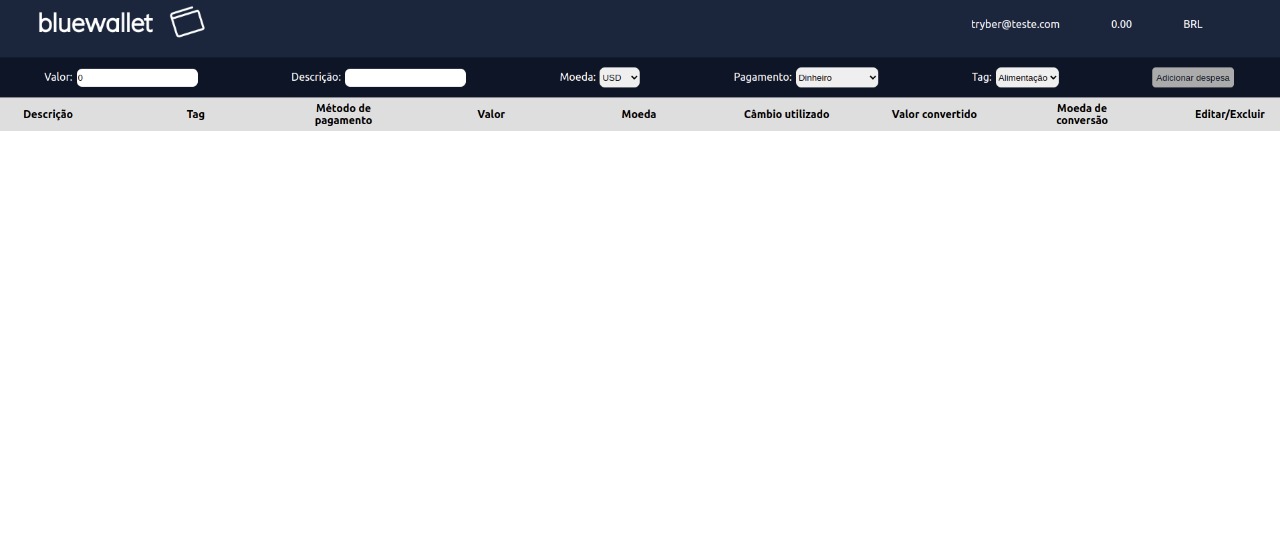 bluewallet
tryber@teste.com 0.00 BRL
Valor: 0 Descrição: Moeda: USD Pagamento: Dinheiro Tag: Alimentação Adicionar despesa
Descrição Tag Método de pagamento Valor Moeda Câmbio utilizado Valor convertido Moeda de conversão Editar/Excluir